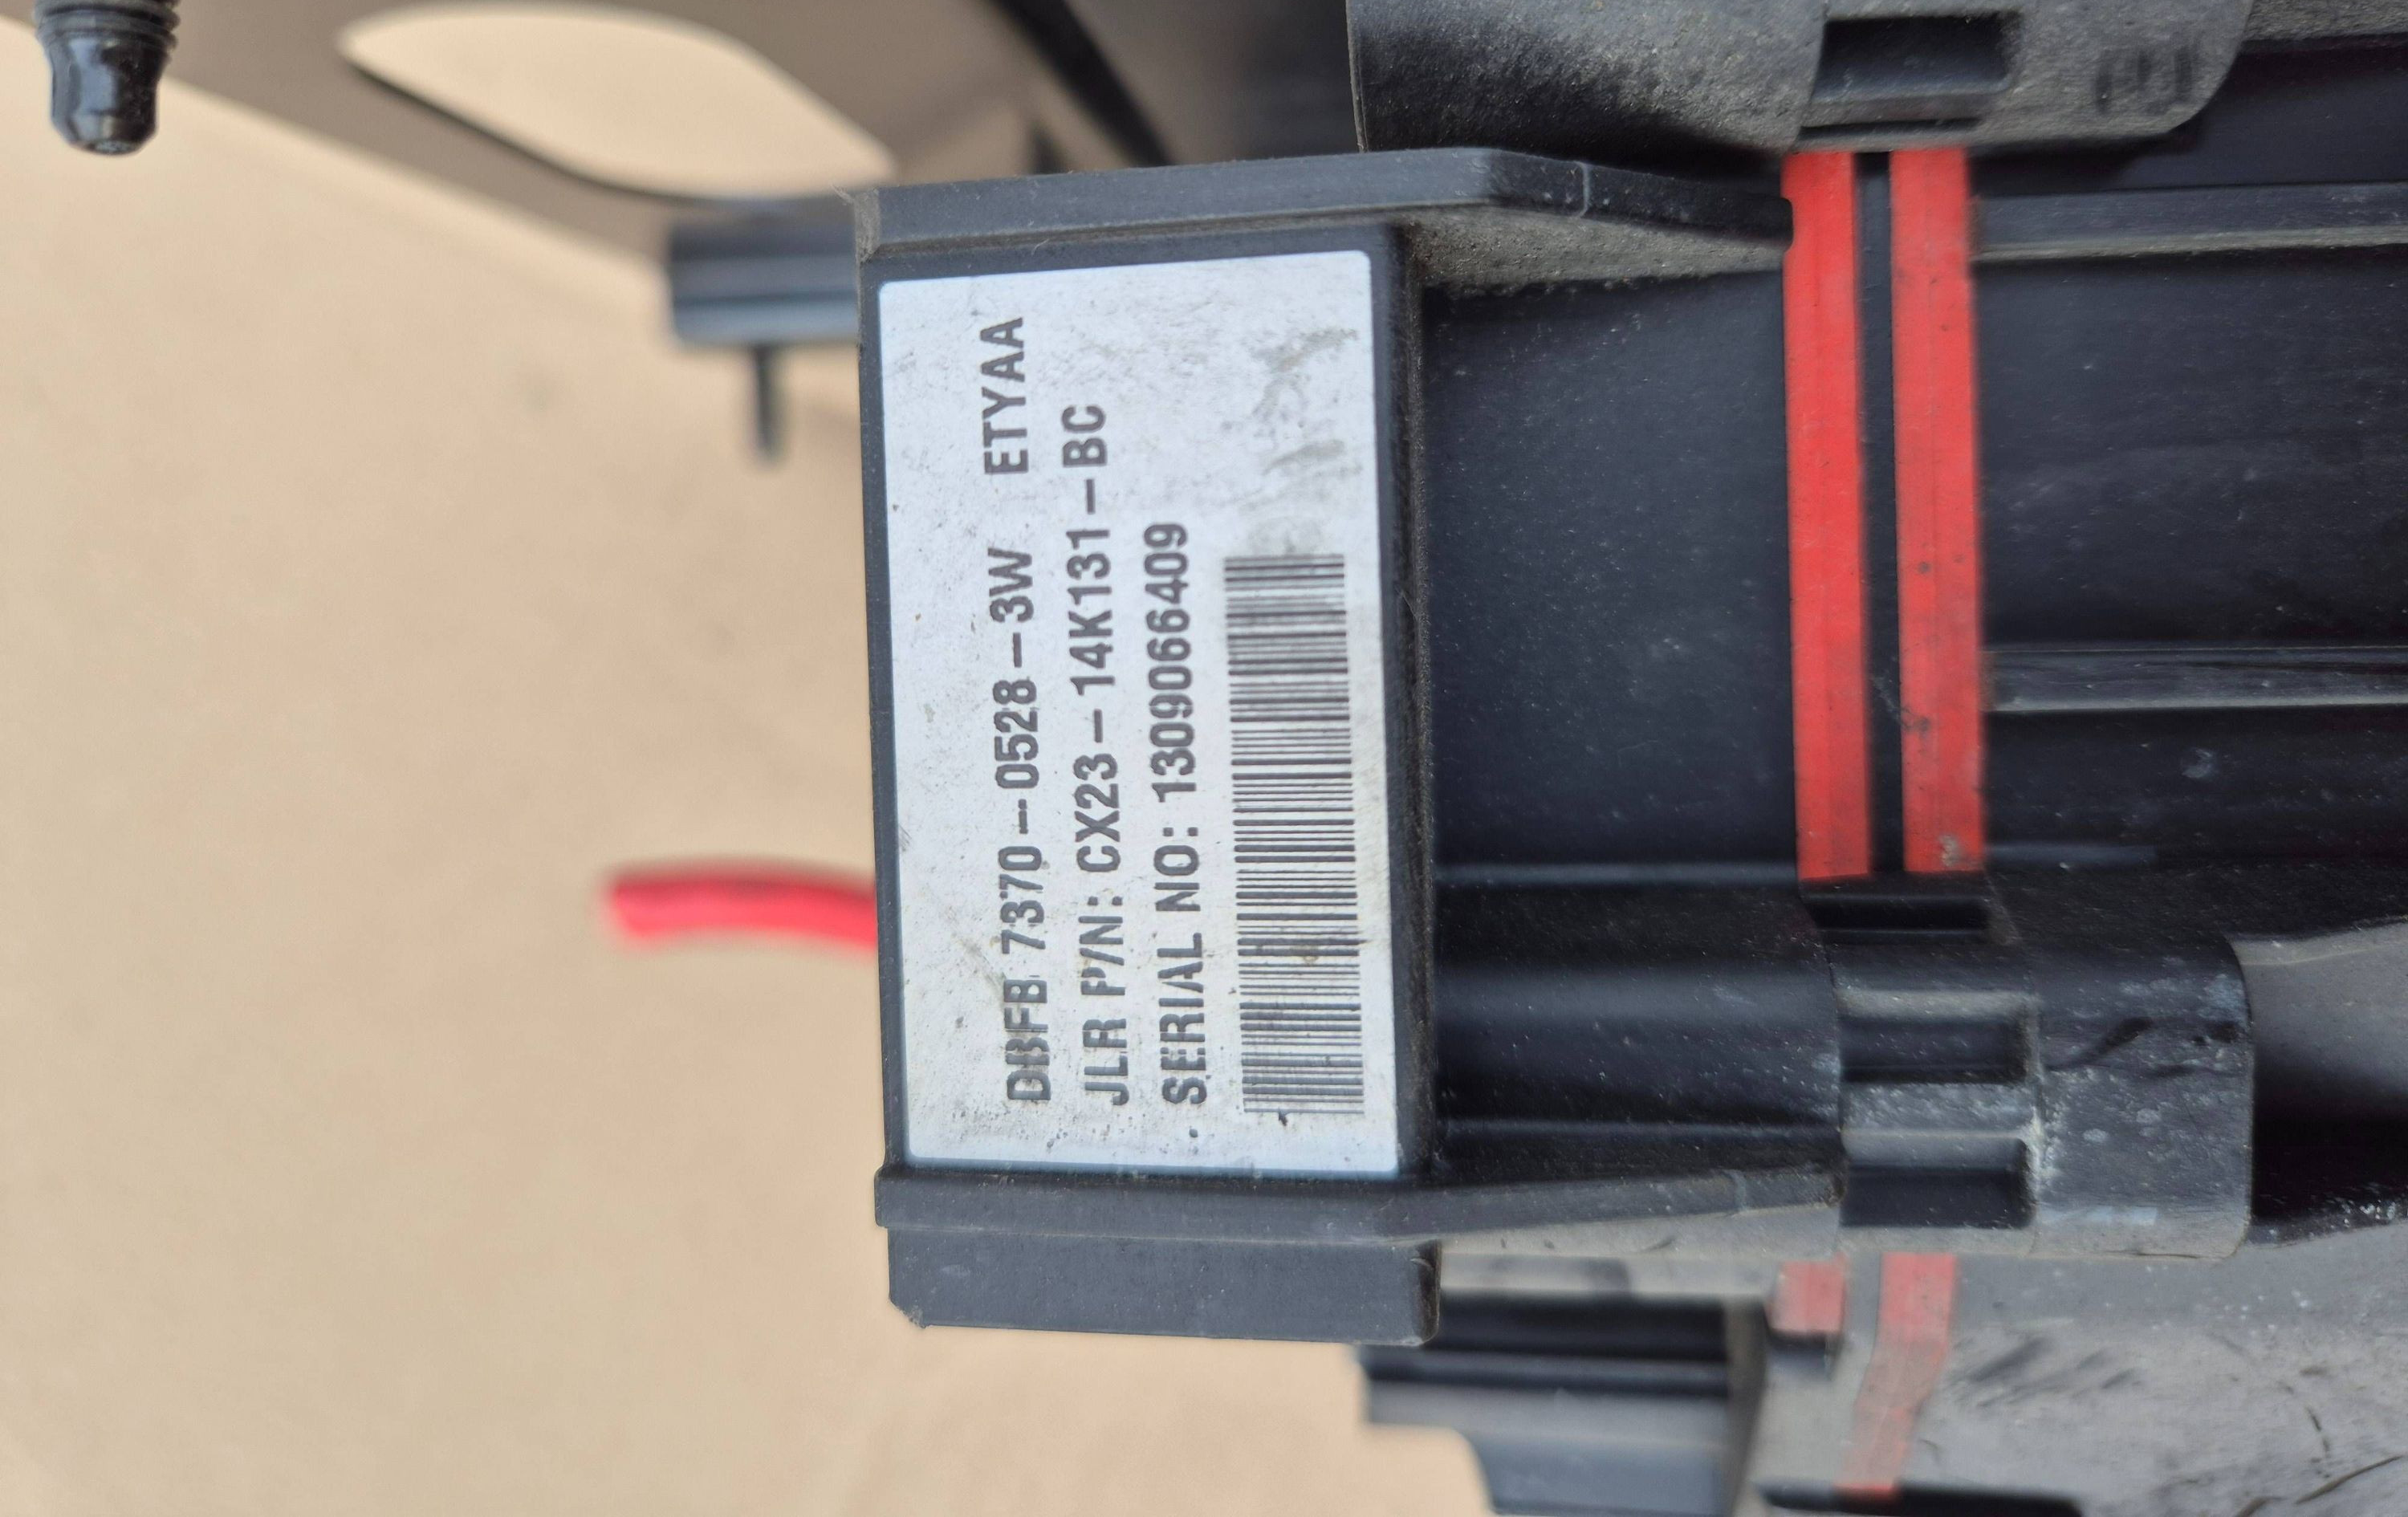 DBFB 7370-0528-3W ETYAA
JLR P/N: CX23-14K131-BC
SERIAL NO: 1309066409